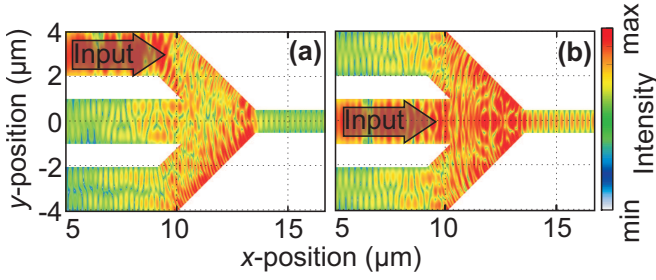 (a)
(b)
Input
Input
y-position (µm)
4
2
0
-2
-4
5
10
15
5
10
15
x-position (µm)
max
Intensity
min